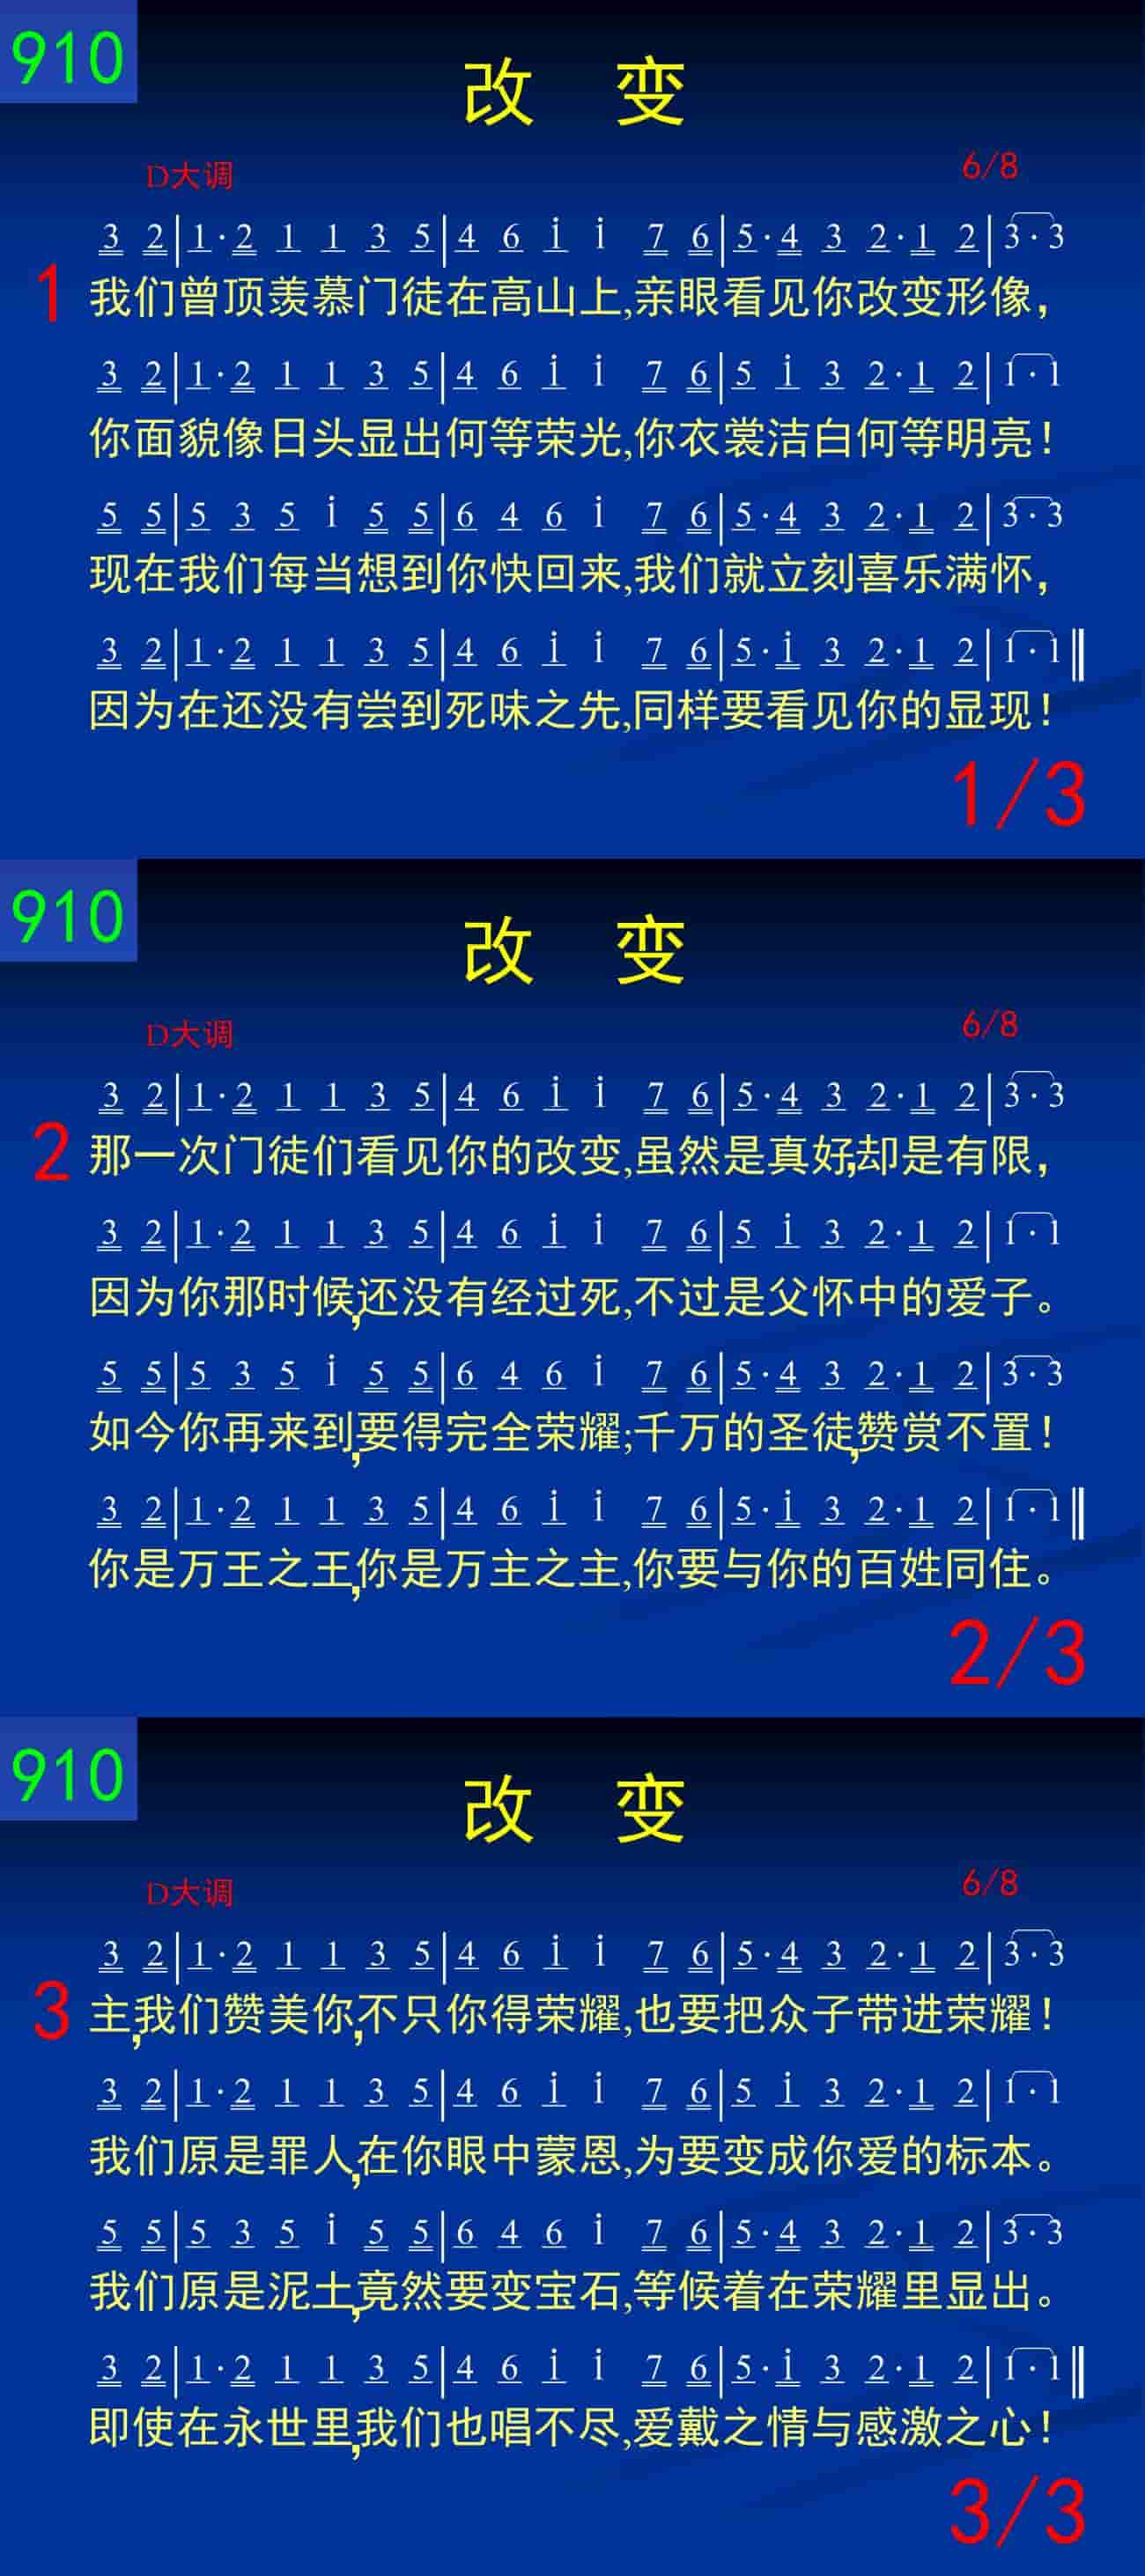 910
改 变
D大调 6/8
3 2|1·2 1 1 3 5|4 6 i i 7 6|5·4 3 2·1 2|3·3
1 我们曾顶羡慕门徒在高山上,亲眼看见你改变形像,
3 2|1·2 1 1 3 5|4 6 i i 7 6|5 i 3 2·1 2|1·1
你面貌像日头显出何等荣光,你衣裳洁白何等明亮!
5 5|5 3 5 i 5 5|6 4 6 i 7 6|5·4 3 2·1 2|3·3
现在我们每当想到你快回来,我们就立刻喜乐满怀,
3 2|1·2 1 1 3 5|4 6 i i 7 6|5·i 3 2·1 2|1·1‖
因为在还没有尝到死味之先,同样要看见你的显现!
1/3
910
改 变
D大调 6/8
3 2|1·2 1 1 3 5|4 6 i i 7 6|5·4 3 2·1 2|3·3
2 那一次门徒们看见你的改变,虽然是真好,却是有限,
3 2|1·2 1 1 3 5|4 6 i i 7 6|5 i 3 2·1 2|1·1
因为你那时候,还没有经过死,不过是父怀中的爱子。
5 5|5 3 5 i 5 5|6 4 6 i 7 6|5·4 3 2·1 2|3·3
如今你再来到,要得完全荣耀;千万的圣徒,赞赏不置!
3 2|1·2 1 1 3 5|4 6 i i 7 6|5·i 3 2·1 2|1·1‖
你是万王之王,你是万主之主,你要与你的百姓同住。
2/3
910
改 变
D大调 6/8
3 2|1·2 1 1 3 5|4 6 i i 7 6|5·4 3 2·1 2|3·3
3 主,我们赞美你,不只你得荣耀,也要把众子带进荣耀!
3 2|1·2 1 1 3 5|4 6 i i 7 6|5 i 3 2·1 2|1·1
我们原是罪人,在你眼中蒙恩,为要变成你爱的标本。
5 5|5 3 5 i 5 5|6 4 6 i 7 6|5·4 3 2·1 2|3·3
我们原是泥土,竟然要变宝石,等候着在荣耀里显出。
3 2|1·2 1 1 3 5|4 6 i i 7 6|5·i 3 2·1 2|1·1‖
即使在永世里,我们也唱不尽,爱戴之情与感激之心!
3/3